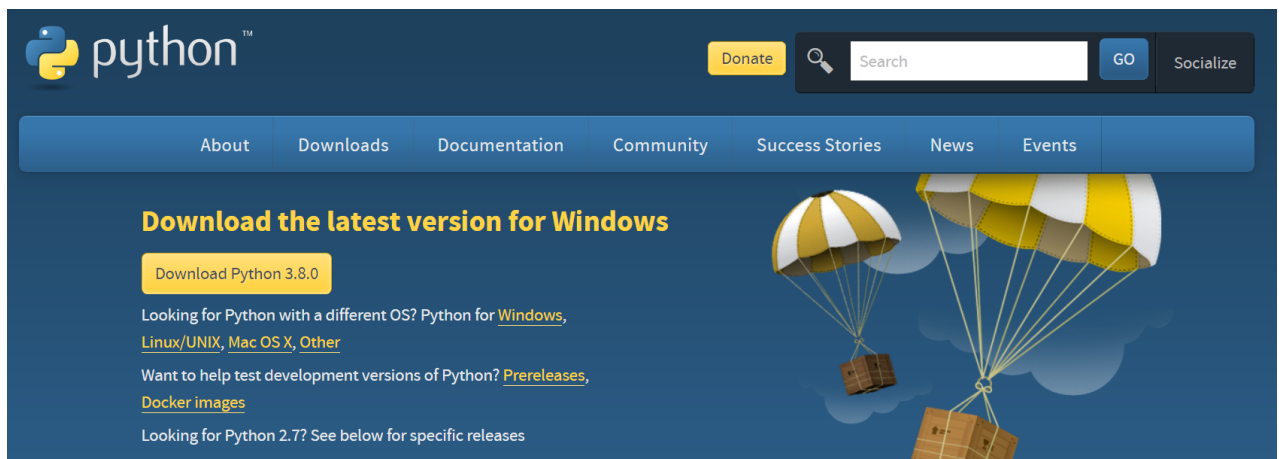 python™
Donate
Search
GO
Socialize
About
Downloads
Documentation
Community
Success Stories
News
Events
Download the latest version for Windows
Download Python 3.8.0
Looking for Python with a different OS? Python for Windows,
Linux/UNIX, Mac OS X, Other
Want to help test development versions of Python? Prereleases,
Docker images
Looking for Python 2.7? See below for specific releases